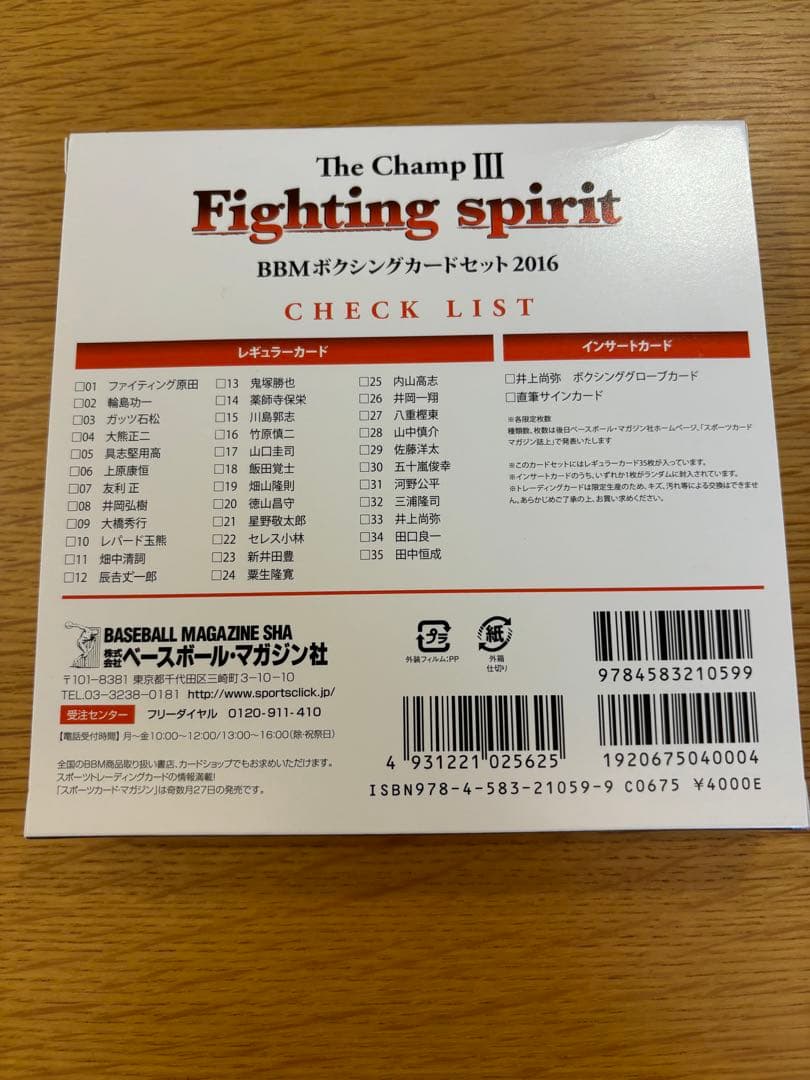 The Champ III
Fighting spirit
BBMボクシングカードセット2016
CHECK LIST
レギュラーカード
□01 ファイティング原田
□02 輪島功一
□03 ガッツ石松
□04 大熊正二
□05 具志堅用高
□06 上原康恒
□07 友利 正
□08 井岡弘樹
□09 大橋秀行
□10 レパード玉熊
□11 畑中清詞
□12 辰吉丈一郎
□13 鬼塚勝也
□14 薬師寺保栄
□15 川島郭志
□16 竹原慎二
□17 山口圭司
□18 飯田覚士
□19 畑山隆則
□20 徳山昌守
□21 星野敬太郎
□22 セレス小林
□23 新井田豊
□24 粟生隆寛
□25 内山高志
□26 井岡一翔
□27 八重樫東
□28 山中慎介
□29 佐藤洋太
□30 五十嵐俊幸
□31 河野公平
□32 三浦隆司
□33 井上尚弥
□34 田口良一
□35 田中恒成
インサートカード
□井上尚弥 ボクシンググローブカード
□直筆サインカード
※各限定枚数
種類数、枚数は後日ベースボール・マガジン社ホームページ、「スポーツカード
マガジン誌上」で発表いたします
※このカードセットにはレギュラーカード35枚が入っています。
※インサートカードのうち、いずれか1枚がランダムに封入されています。
※トレーディングカードは限定生産のため、キズ、汚れ等による交換はできませ
ん。あらかじめご了承の上、お買い求めください。
BASEBALL MAGAZINE SHA
株式会社ベースボール・マガジン社
〒101-8381 東京都千代田区三崎町3-10-10
TEL.03-3238-0181 http://www.sportsclick.jp/
受注センター フリーダイヤル 0120-911-410
【電話受付時間】月〜金10:00〜12:00/13:00〜16:00(除・祝祭日)
全国のBBM商品取り扱い書店、カードショップでもお求めいただけます。
スポーツトレーディングカードの情報満載!
「スポーツカード・マガジン」は奇数月27日の発売です。
プラ
外装フィルム:PP
紙
外箱
仕切り
9784583210599
4 931221 025625
1920675040004
ISBN978-4-583-21059-9 C0675 ¥4000E